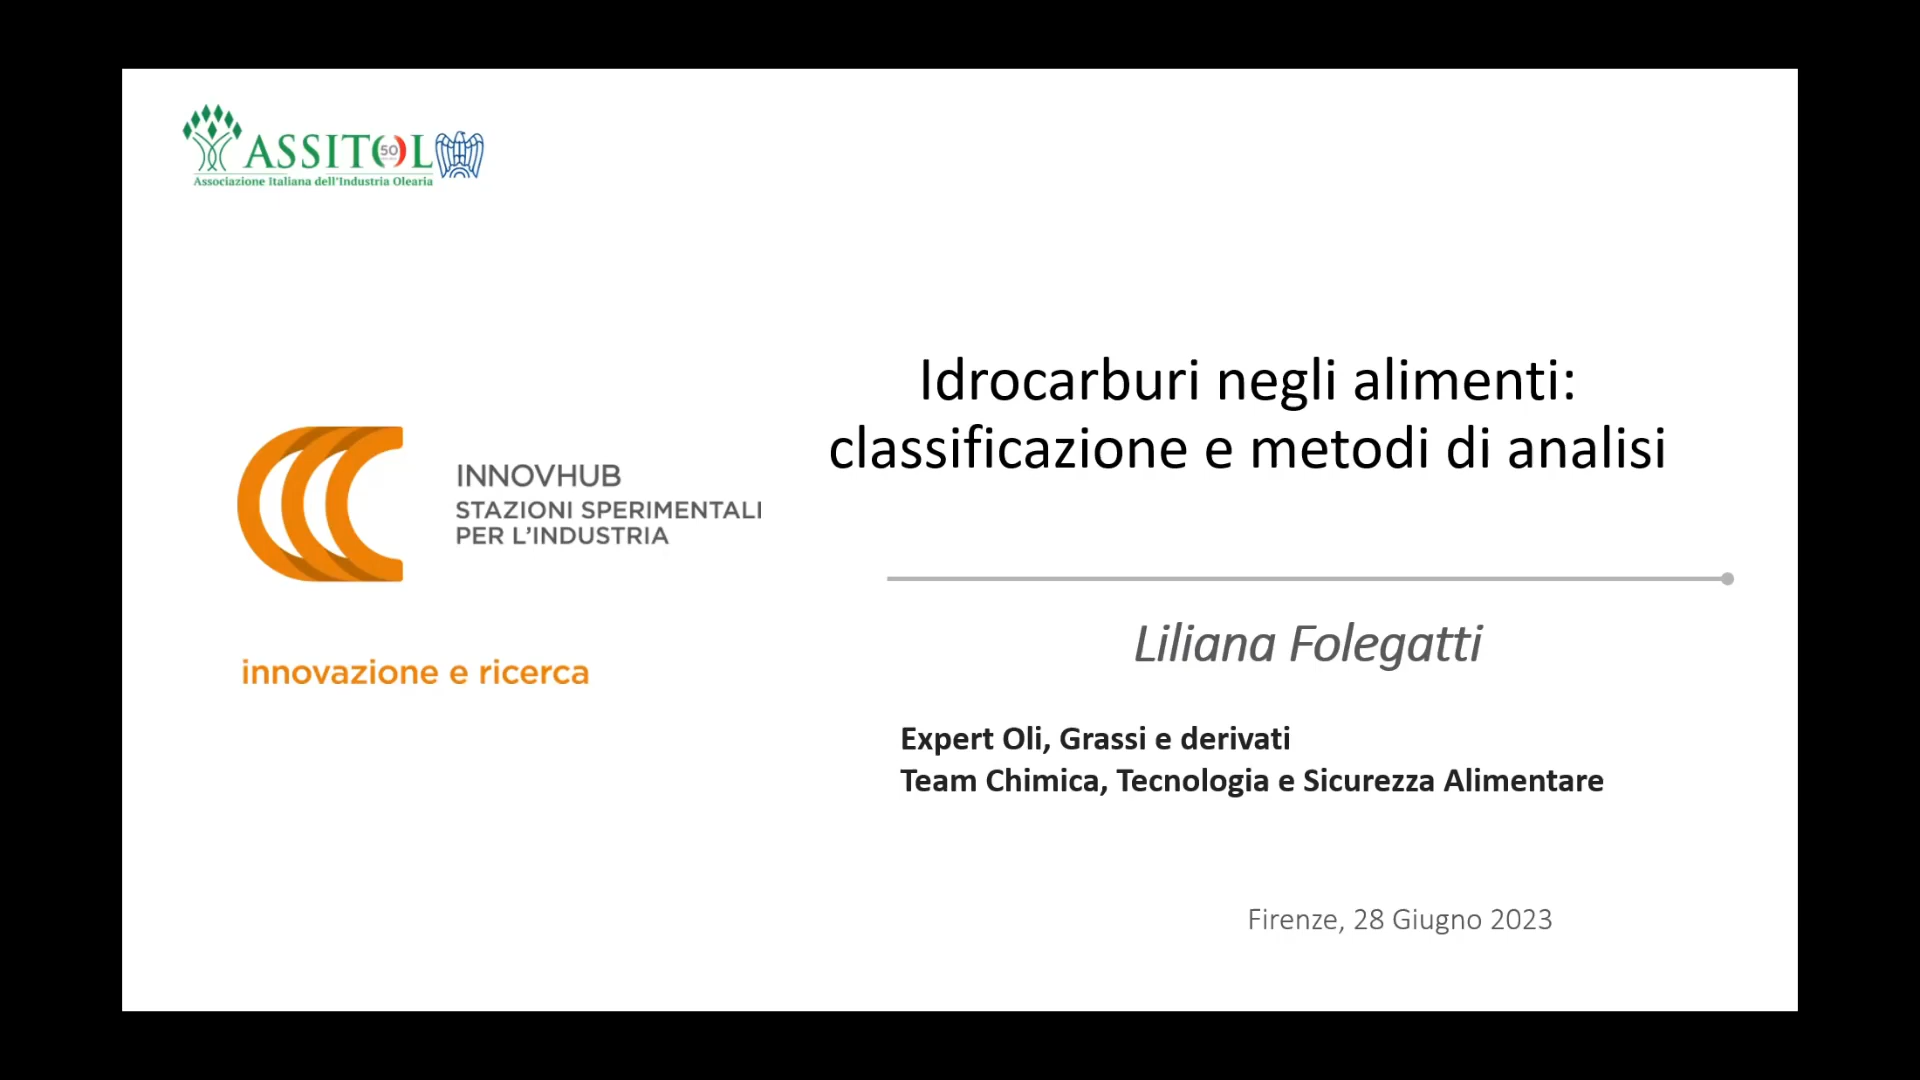 ASSITOL
50
Associazione Italiana dell'Industria Olearia
Idrocarburi negli alimenti:
classificazione e metodi di analisi
INNOVHUB
STAZIONI SPERIMENTALI
PER L'INDUSTRIA
innovazione e ricerca
Liliana Folegatti
Expert Oli, Grassi e derivati
Team Chimica, Tecnologia e Sicurezza Alimentare
Firenze, 28 Giugno 2023